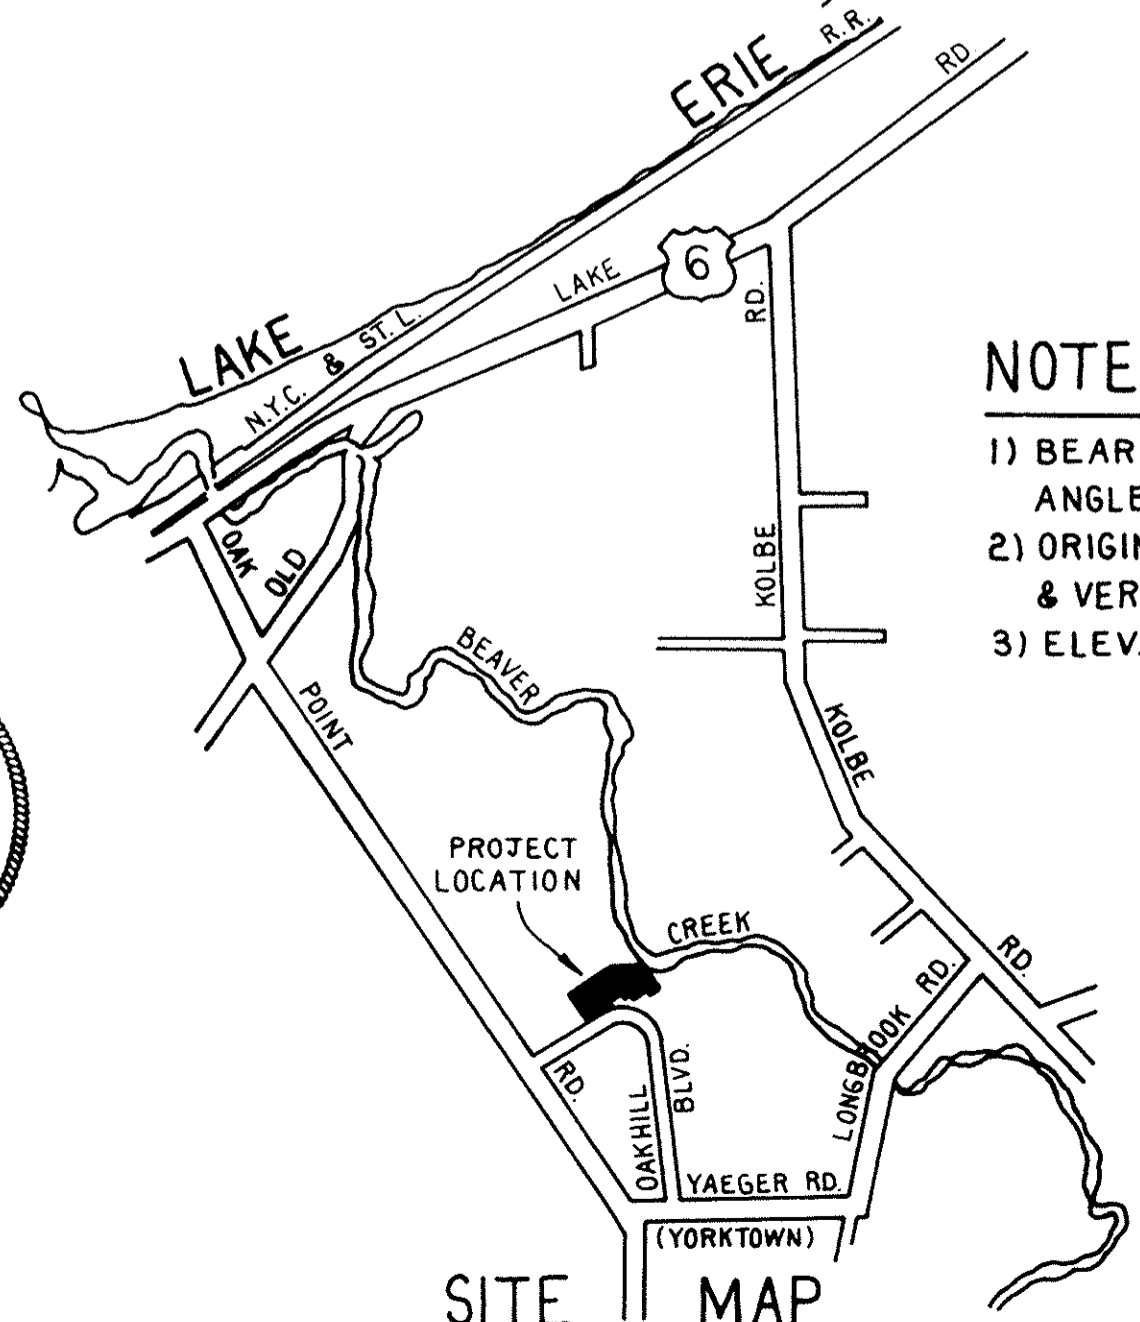 LAKE ERIE
N.Y.C. & ST. L. R.R.
LAKE RD.
6
KOLBE RD.
OAK
OLD
POINT
RD.
BEAVER
CREEK
KOLBE
RD.
PROJECT
LOCATION
OAKHILL
BLVD.
LONGBROOK RD.
YAEGER RD.
(YORKTOWN)
SITE MAP
NOTE
1) BEAR
ANGLE
2) ORIGIN
& VER
3) ELEV.